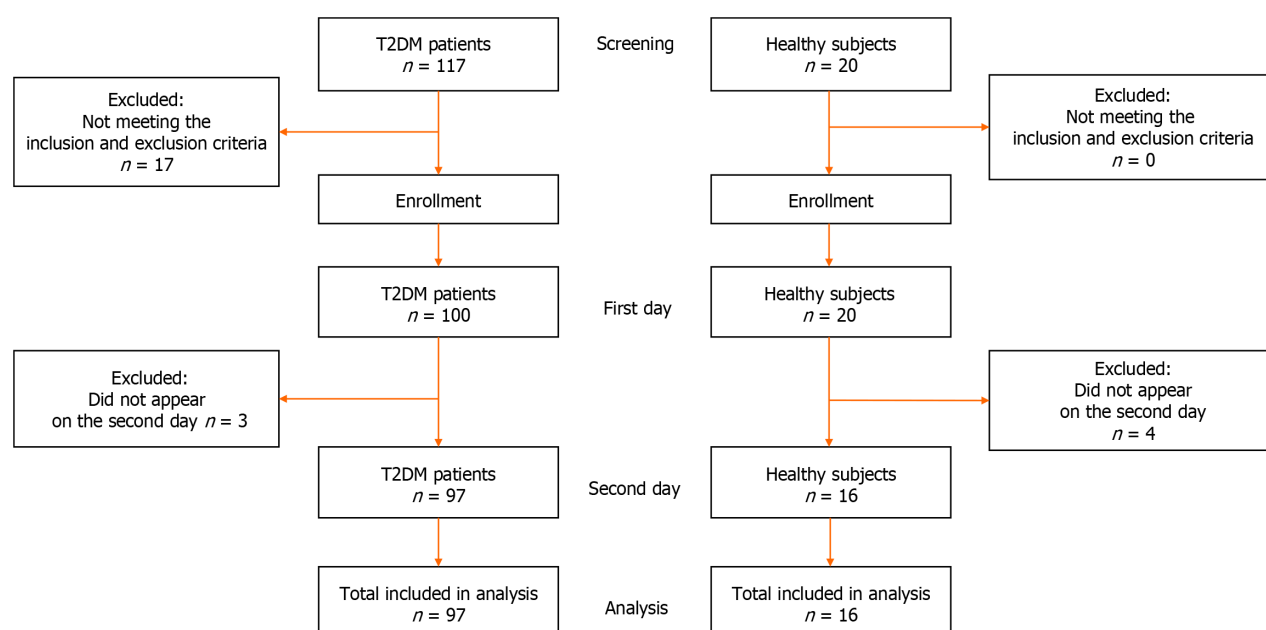 T2DM patients
n = 117
Screening
Healthy subjects
n = 20
Excluded:
Not meeting the
inclusion and exclusion criteria
n = 17
Excluded:
Not meeting the
inclusion and exclusion criteria
n = 0
Enrollment
Enrollment
T2DM patients
n = 100
First day
Healthy subjects
n = 20
Excluded:
Did not appear
on the second day n = 3
Excluded:
Did not appear
on the second day
n = 4
T2DM patients
n = 97
Second day
Healthy subjects
n = 16
Total included in analysis
n = 97
Analysis
Total included in analysis
n = 16